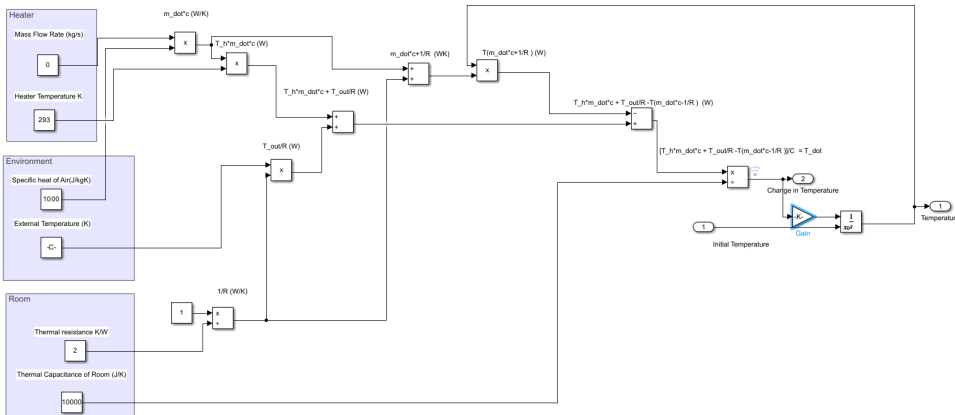 Heater
m_dot*c (W/K)
Mass Flow Rate (kg/s)
0
x
T_h*m_dot*c (W)
x
Heater Temperature K
293
m_dot*c+1/R (WK)
+
+
T(m_dot*c+1/R ) (W)
x
T_h*m_dot*c + T_out/R (W)
+
+
T_h*m_dot*c + T_out/R -T(m_dot*c-1/R ) (W)
−
+
Environment
Specific heat of Air(J/kgK)
1000
External Temperature (K)
-C-
T_out/R (W)
x
[T_h*m_dot*c + T_out/R -T(m_dot*c-1/R )]/C = T_dot
x
÷
2
Change in Temperature
-K-
Gain
1
Initial Temperature
1
1
Temperatur
Room
1
1/R (W/K)
x
÷
Thermal resistance K/W
2
Thermal Capacitance of Room (J/K)
10000